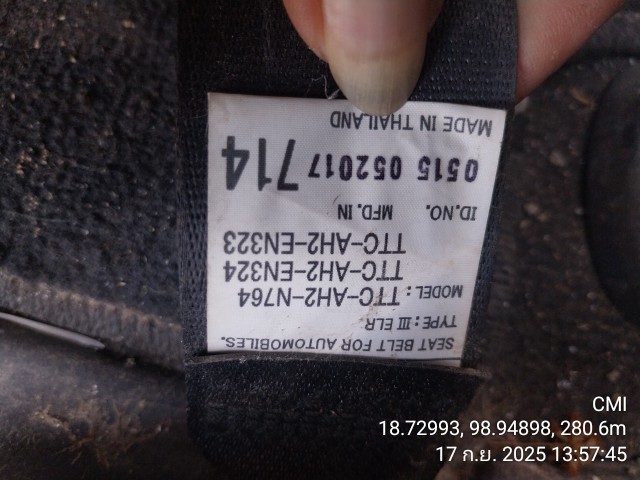 SEAT BELT FOR AUTOMOBILES.
TYPE: III ELR
MODEL: TTC-AH2-N764
TTC-AH2-EN324
TTC-AH2-EN323
ID.NO. MFD.IN
0515 052017 714
MADE IN THAILAND
CMI
18.72993, 98.94898, 280.6m
17 ก.ย. 2025 13:57:45